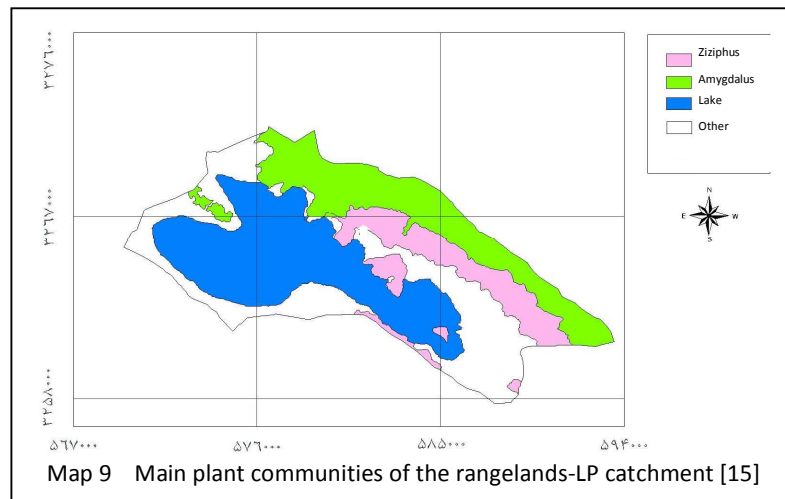 ۳۲۷۶۰۰۰
۳۲۶۷۰۰۰
۳۲۵۸۰۰۰
۵۶۷۰۰۰
۵۷۶۰۰۰
۵۸۵۰۰۰
۵۹۴۰۰۰
Ziziphus
Amygdalus
Lake
Other
N
E W
S
Map 9 Main plant communities of the rangelands-LP catchment [15]